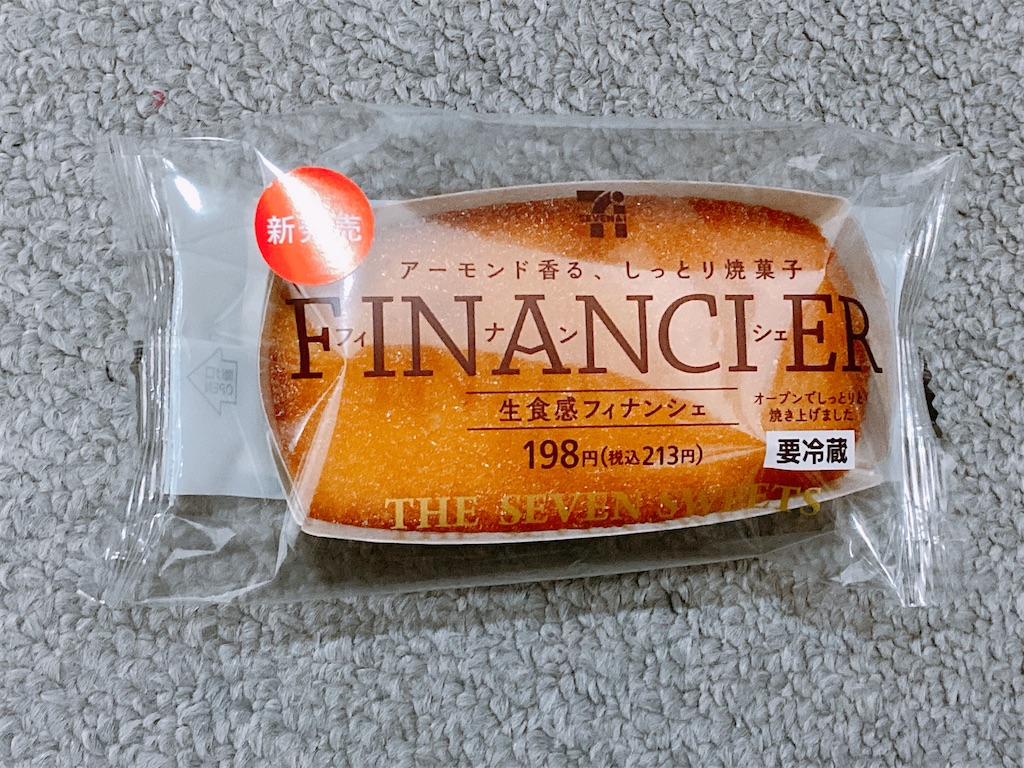 新発売
SEVEN & i
アーモンド香る、しっとり焼菓子
FINANCIER
フィナンシェ
生食感フィナンシェ
オーブンでしっとりと
焼き上げました
198円(税込213円)
要冷蔵
THE SEVEN SWEETS
OPEN